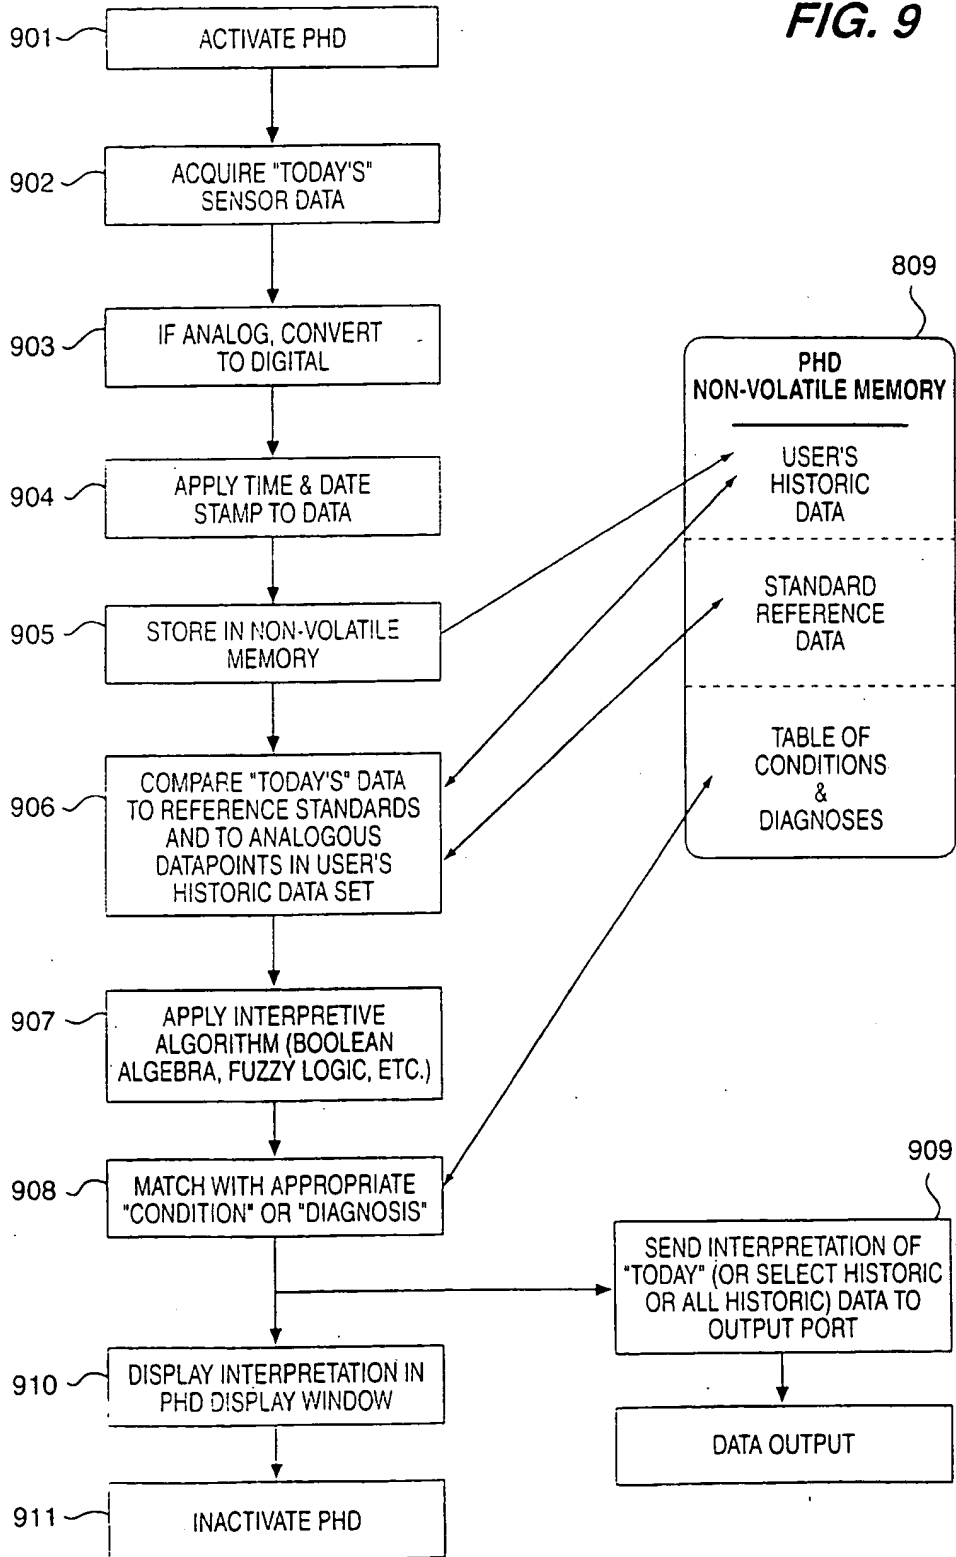 FIG. 9
901
ACTIVATE PHD
902
ACQUIRE "TODAY'S"
SENSOR DATA
903
IF ANALOG, CONVERT
TO DIGITAL
904
APPLY TIME & DATE
STAMP TO DATA
905
STORE IN NON-VOLATILE
MEMORY
906
COMPARE "TODAY'S" DATA
TO REFERENCE STANDARDS
AND TO ANALOGOUS
DATAPOINTS IN USER'S
HISTORIC DATA SET
907
APPLY INTERPRETIVE
ALGORITHM (BOOLEAN
ALGEBRA, FUZZY LOGIC, ETC.)
908
MATCH WITH APPROPRIATE
"CONDITION" OR "DIAGNOSIS"
910
DISPLAY INTERPRETATION IN
PHD DISPLAY WINDOW
911
INACTIVATE PHD
809
PHD
NON-VOLATILE MEMORY
USER'S
HISTORIC
DATA
STANDARD
REFERENCE
DATA
TABLE OF
CONDITIONS
&
DIAGNOSES
909
SEND INTERPRETATION OF
"TODAY" (OR SELECT HISTORIC
OR ALL HISTORIC) DATA TO
OUTPUT PORT
DATA OUTPUT